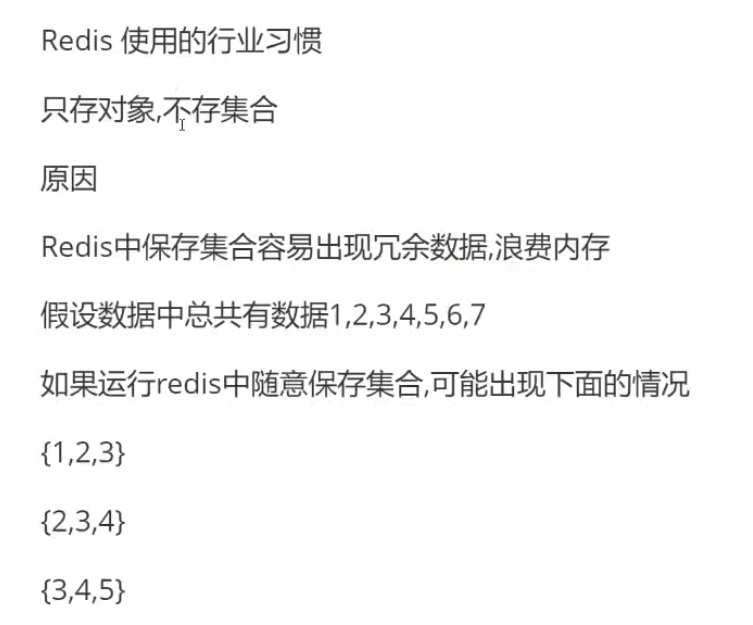 Redis 使用的行业习惯
只存对象,不存集合
原因
Redis中保存集合容易出现冗余数据,浪费内存
假设数据中总共有数据1,2,3,4,5,6,7
如果运行redis中随意保存集合,可能出现下面的情况
{1,2,3}
{2,3,4}
{3,4,5}